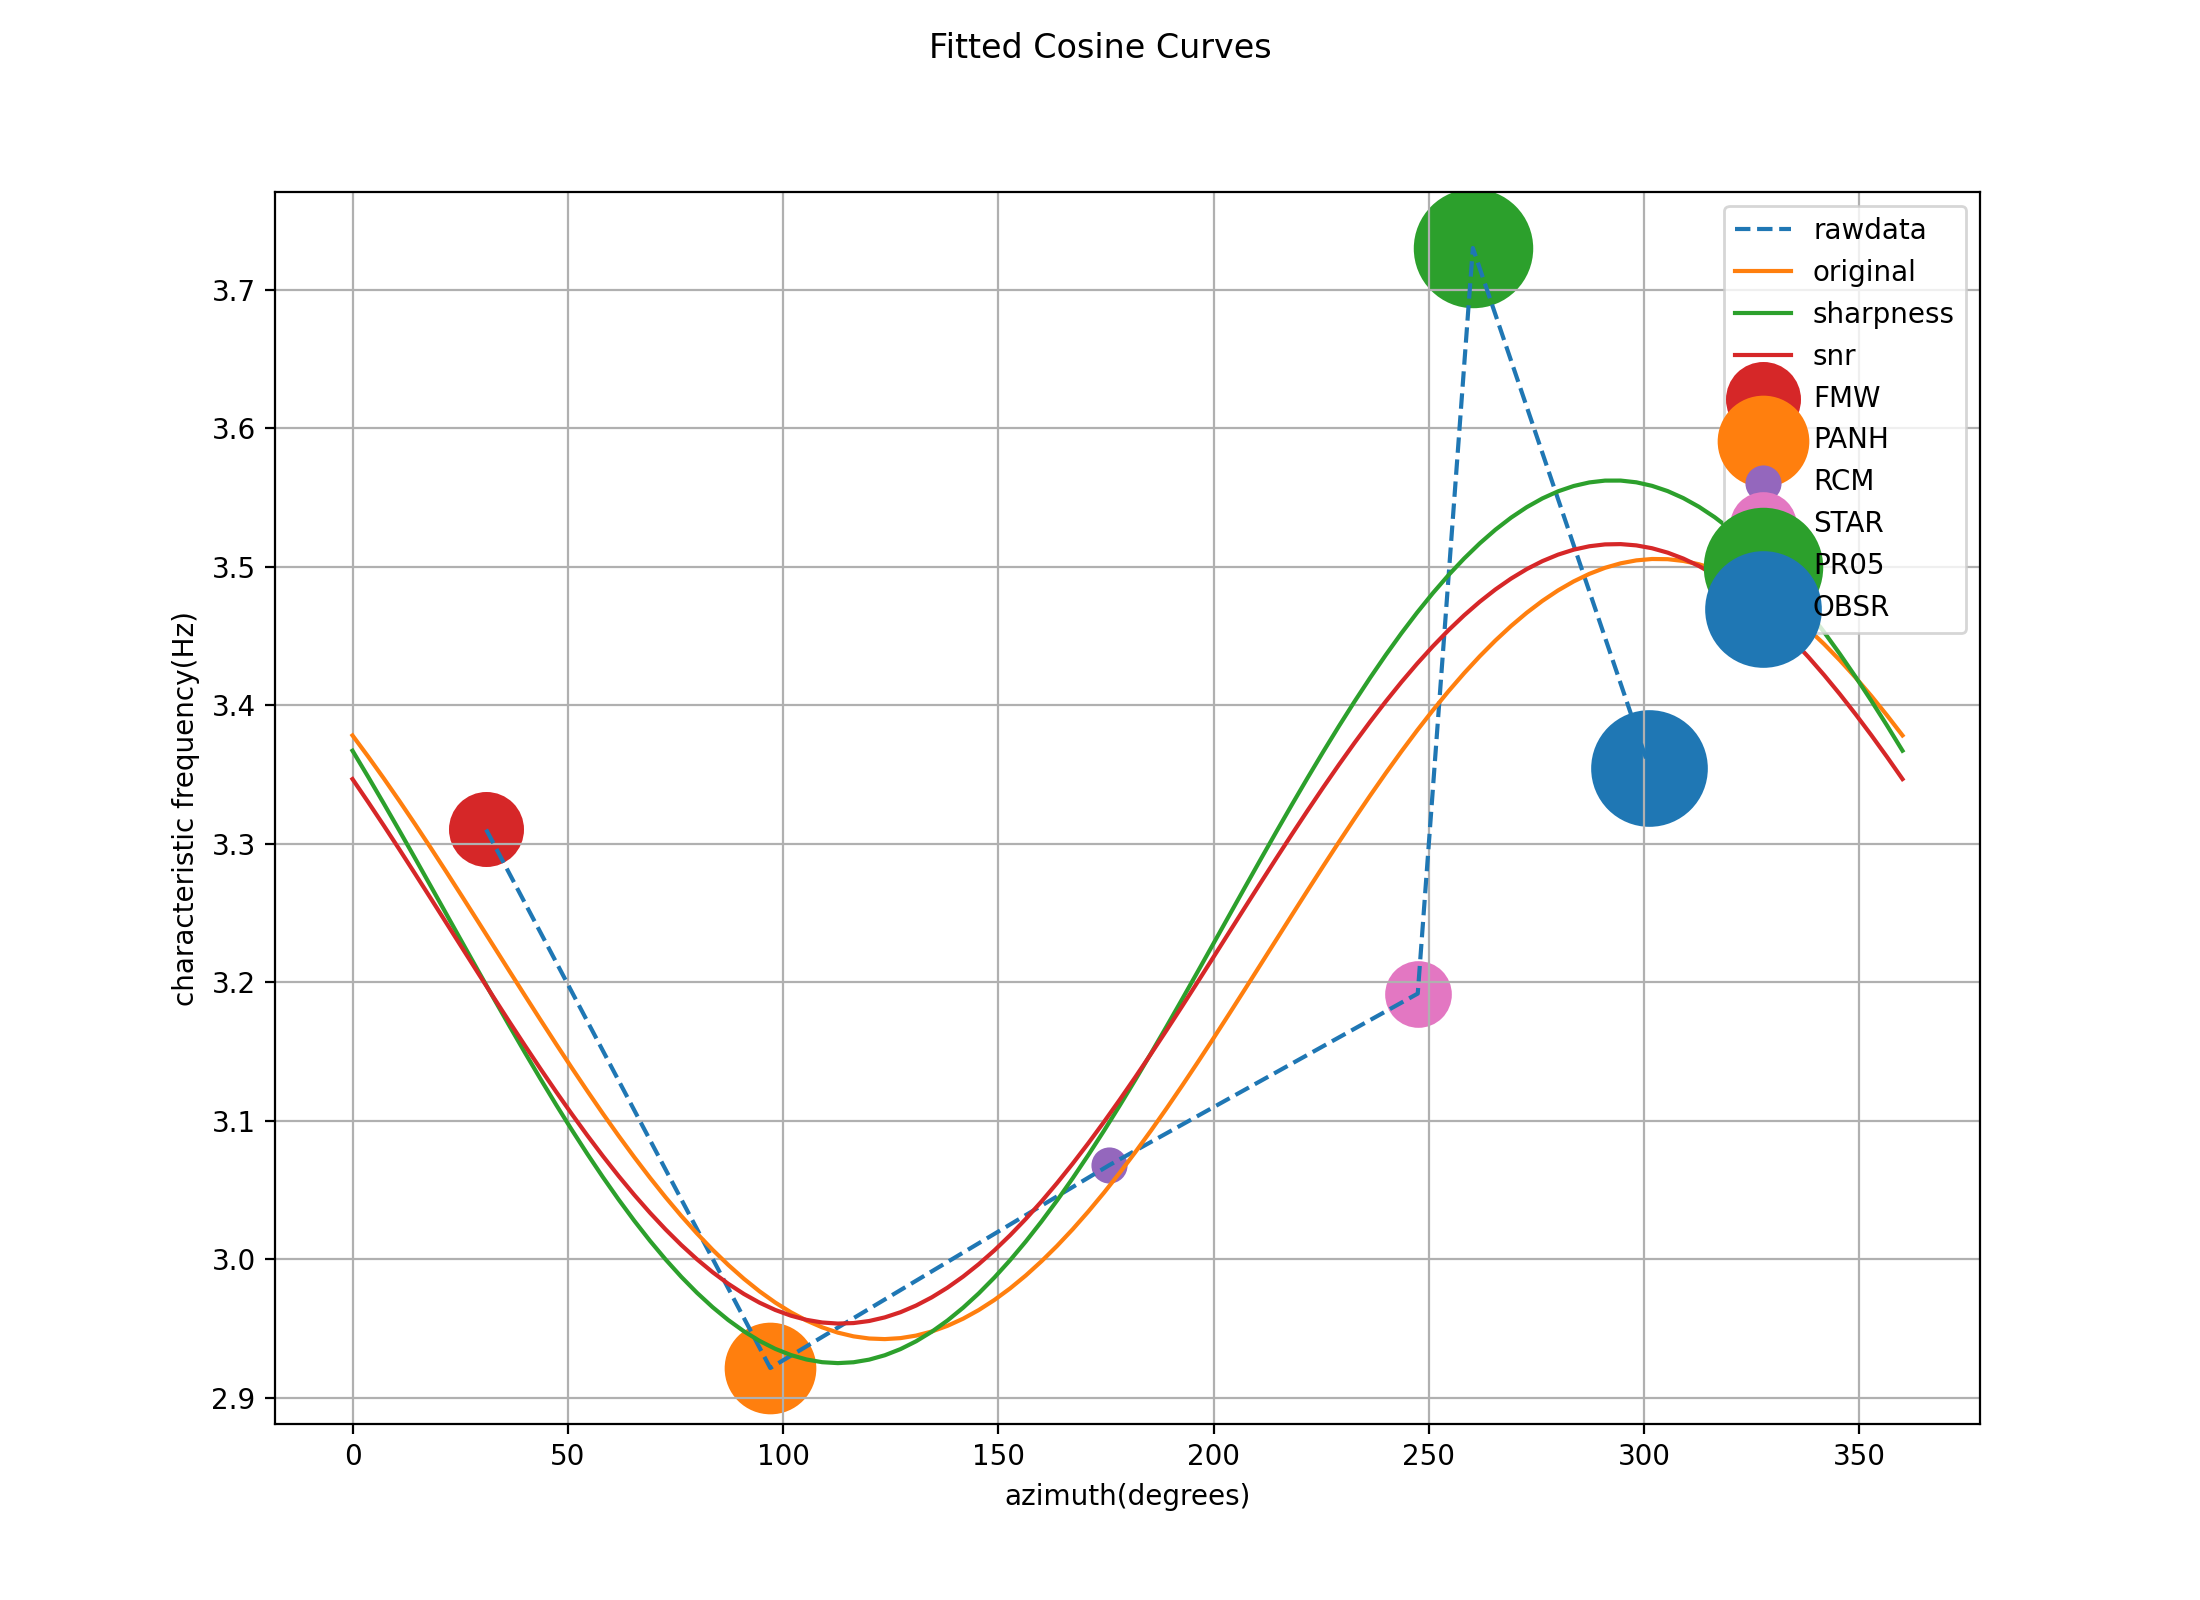 Fitted Cosine Curves
rawdata
original
sharpness
snr
FMW
PANH
RCM
STAR
PR05
OBSR
characteristic frequency(Hz)
3.7
3.6
3.5
3.4
3.3
3.2
3.1
3.0
2.9
0 50 100 150 200 250 300 350
azimuth(degrees)